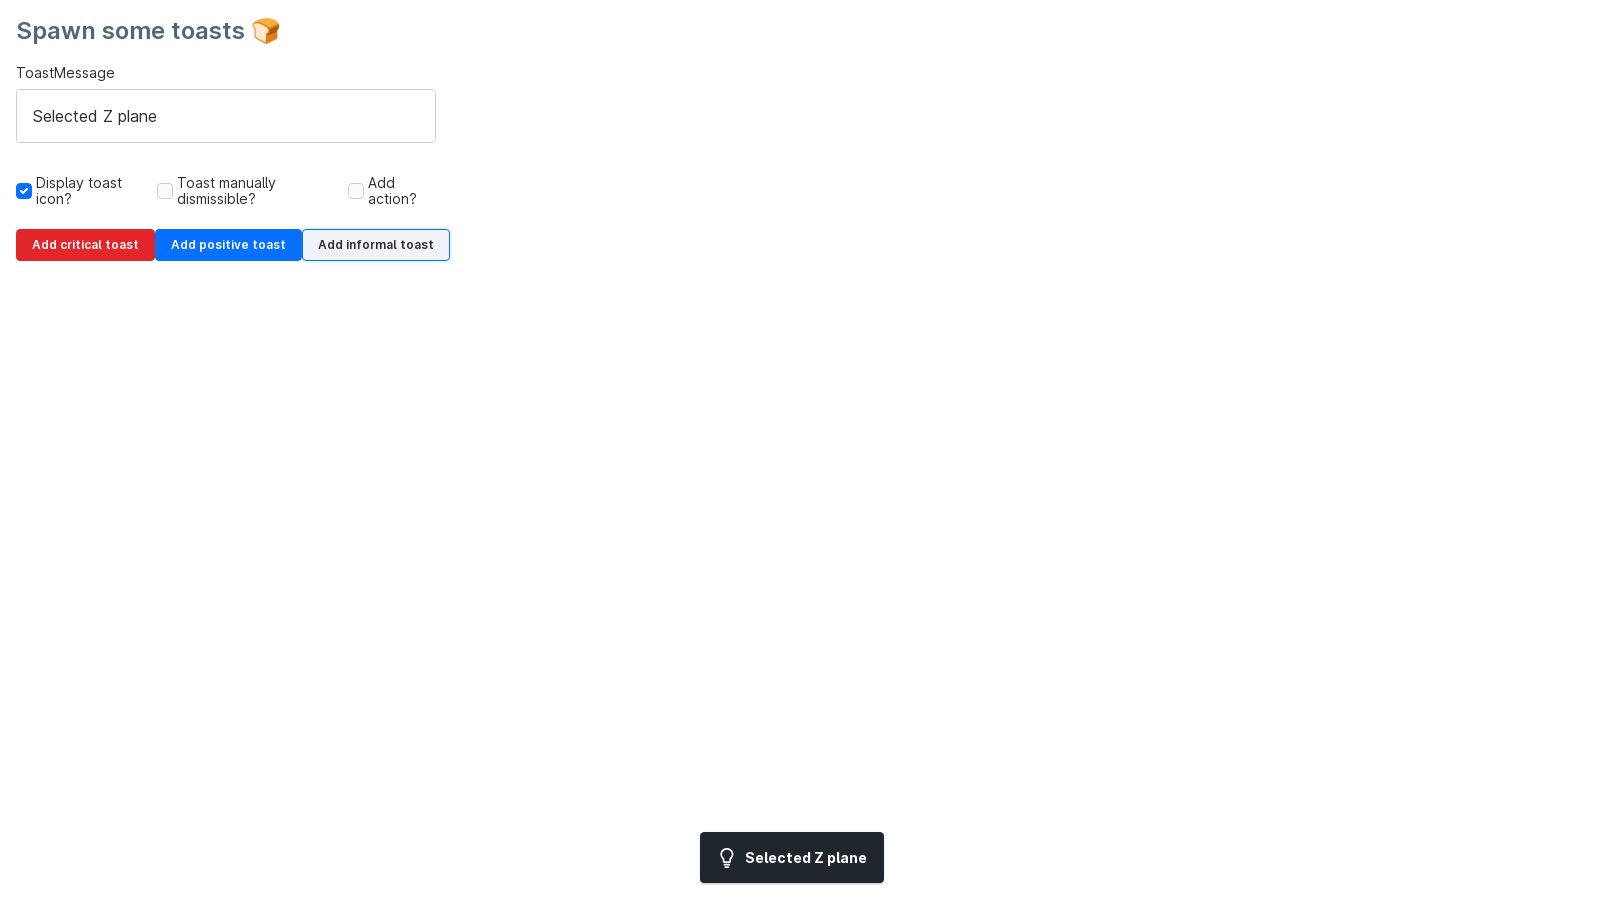 Spawn some toasts 🍞
ToastMessage
Selected Z plane
Display toast
icon?
Toast manually
dismissible?
Add
action?
Add critical toast
Add positive toast
Add informal toast
Selected Z plane